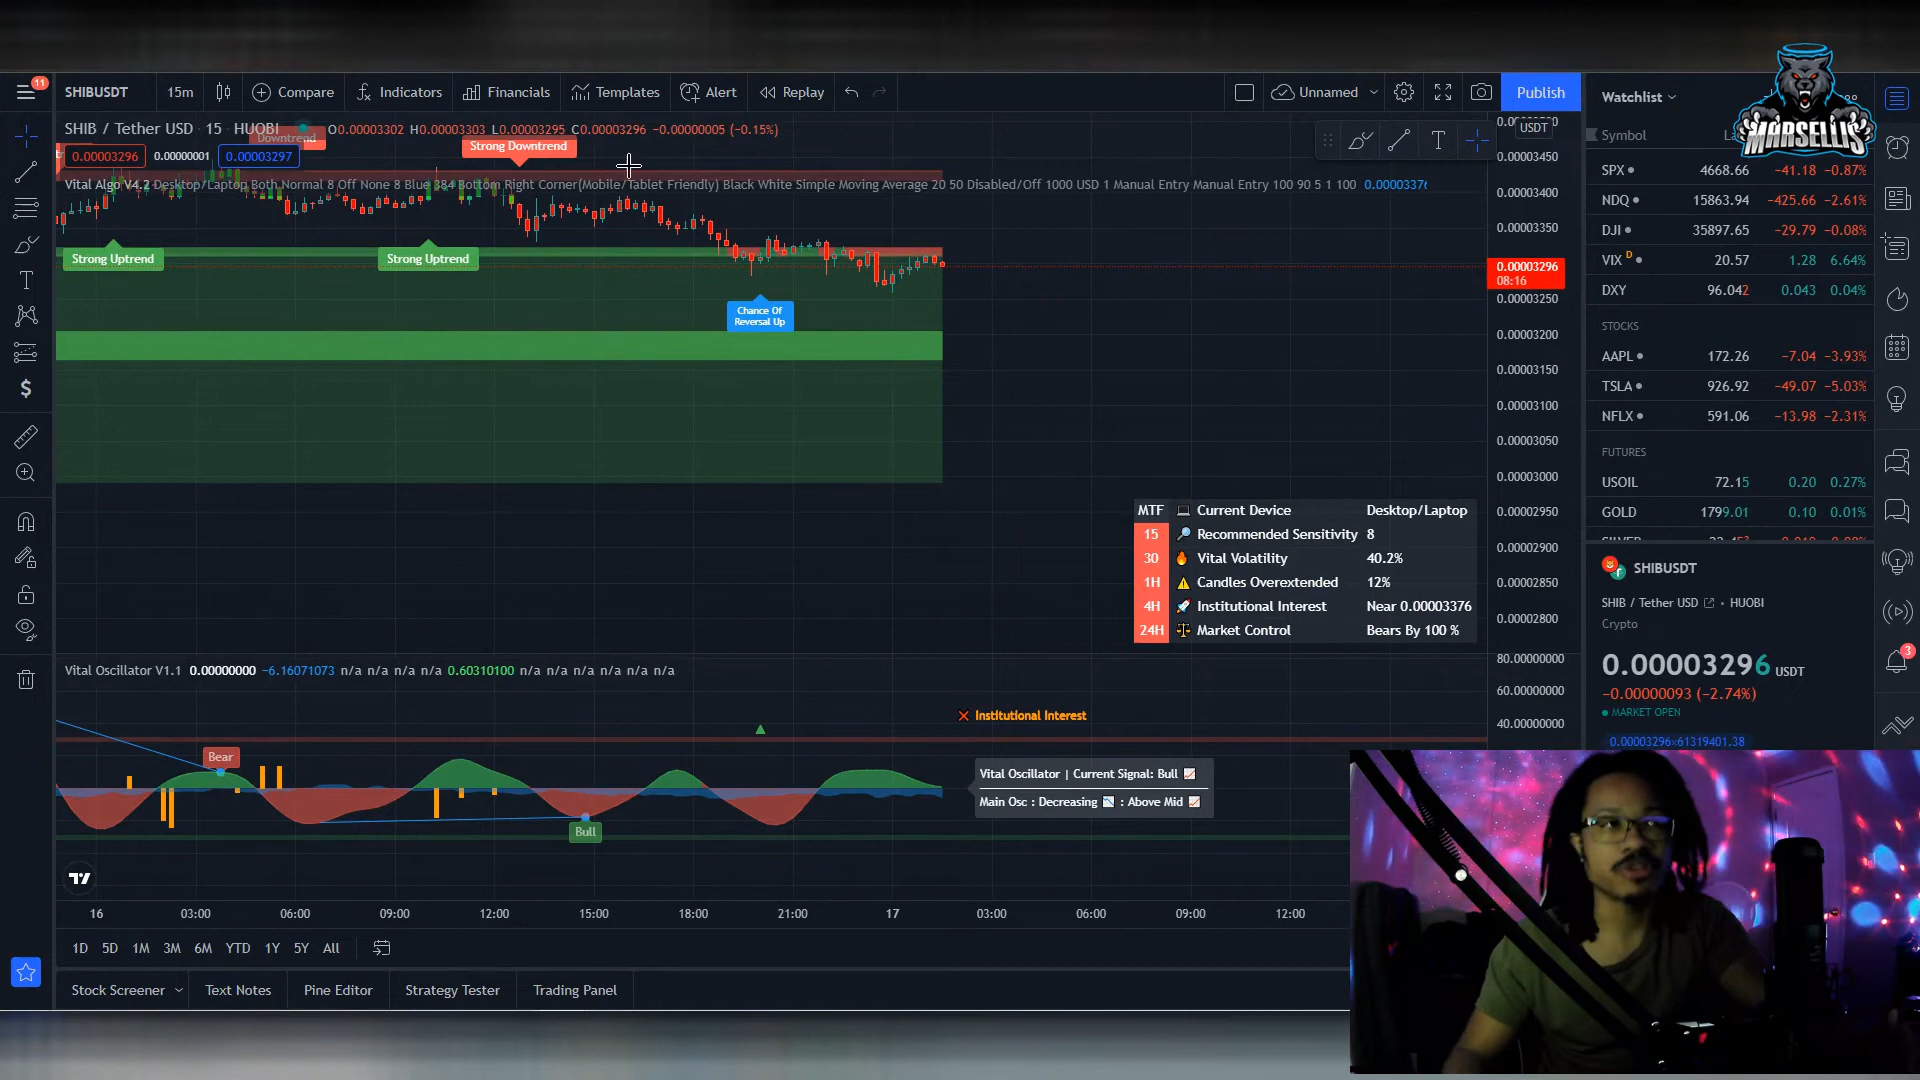 11
SHIBUSDT
15m
Compare
Indicators
Financials
Templates
Alert
Replay
Unnamed
Publish
Watchlist
MARSELLIS
SHIB / Tether USD · 15 · HUOBI
O0.00003302 H0.00003303 L0.00003295 C0.00003296 −0.00000005 (−0.15%)
Downtrend
Strong Downtrend
0.00003296
0.00000001
0.00003297
Vital Algo V4.2 Desktop/Laptop Both Normal 8 Off None 8 Blue 384 Bottom Right Corner(Mobile/Tablet Friendly) Black White Simple Moving Average 20 50 Disabled/Off 1000 USD 1 Manual Entry Manual Entry 100 90 5 1 100
Strong Uptrend
Strong Uptrend
Chance Of
Reversal Up
USDT
0.00003450
0.00003400
0.00003350
0.00003296
08:16
0.00003250
0.00003200
0.00003150
0.00003100
0.00003050
0.00003000
0.00002950
0.00002900
0.00002850
0.00002800
MTF Current Device Desktop/Laptop
15 Recommended Sensitivity 8
30 Vital Volatility 40.2%
1H Candles Overextended 12%
4H Institutional Interest Near 0.00003376
24H Market Control Bears By 100 %
Vital Oscillator V1.1 0.00000000 −6.16071073 n/a n/a n/a n/a 0.60310100 n/a n/a n/a n/a n/a n/a
80.00000000
60.00000000
40.00000000
Institutional Interest
Bear
Bull
Vital Oscillator | Current Signal: Bull
Main Osc : Decreasing : Above Mid
16 03:00 06:00 09:00 12:00 15:00 18:00 21:00 17 03:00 06:00 09:00 12:00
1D 5D 1M 3M 6M YTD 1Y 5Y All
Stock Screener
Text Notes
Pine Editor
Strategy Tester
Trading Panel
Symbol
SPX 4668.66 −41.18 −0.87%
NDQ 15863.94 −425.66 −2.61%
DJI 35897.65 −29.79 −0.08%
VIX D 20.57 1.28 6.64%
DXY 96.042 0.043 0.04%
STOCKS
AAPL 172.26 −7.04 −3.93%
TSLA 926.92 −49.07 −5.03%
NFLX 591.06 −13.98 −2.31%
FUTURES
USOIL 72.15 0.20 0.27%
GOLD 1799.01 0.10 0.01%
SHIBUSDT
SHIB / Tether USD • HUOBI
Crypto
0.00003296 USDT
−0.00000093 (−2.74%)
MARKET OPEN
0.00003296×61319401.38
3